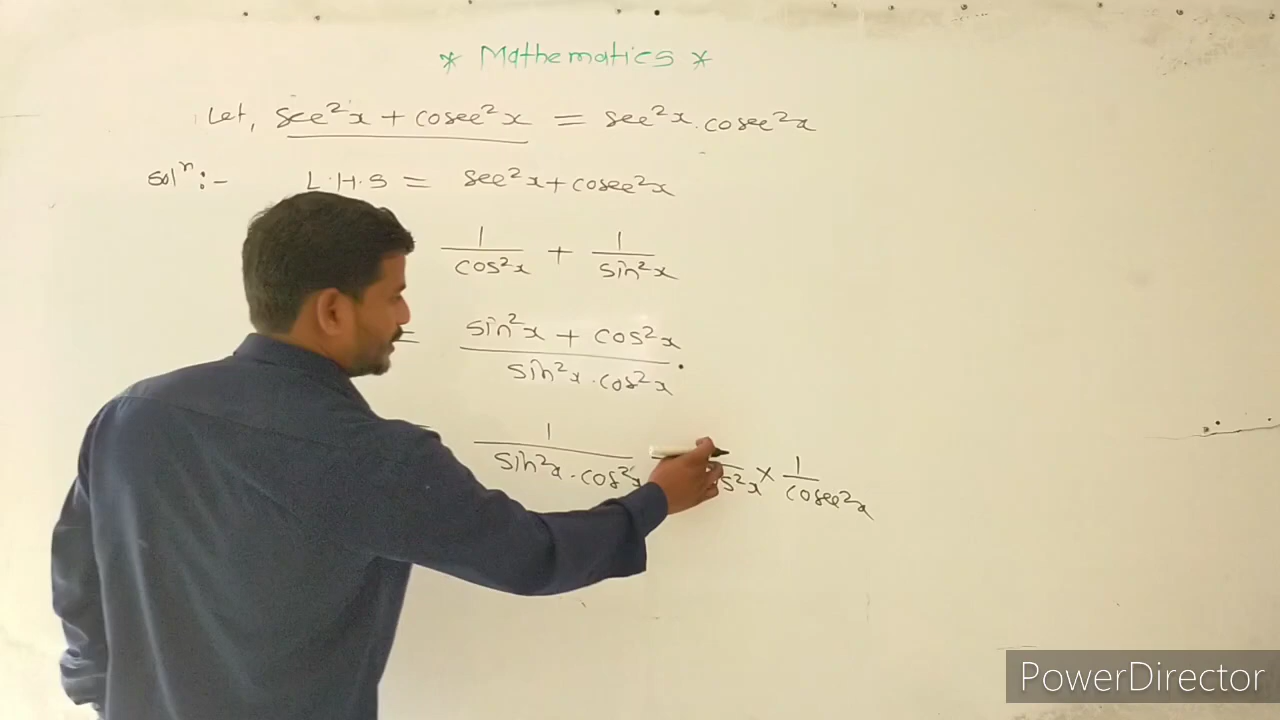 * Mathematics *
Let, sec²x + cosec²x = sec²x . cosec²x
solⁿ :- L.H.S = sec²x + cosec²x
1/cos²x + 1/sin²x
= sin²x + cos²x / sin²x . cos²x
1/sin²x . cos²x × 1/cosec²x
PowerDirector